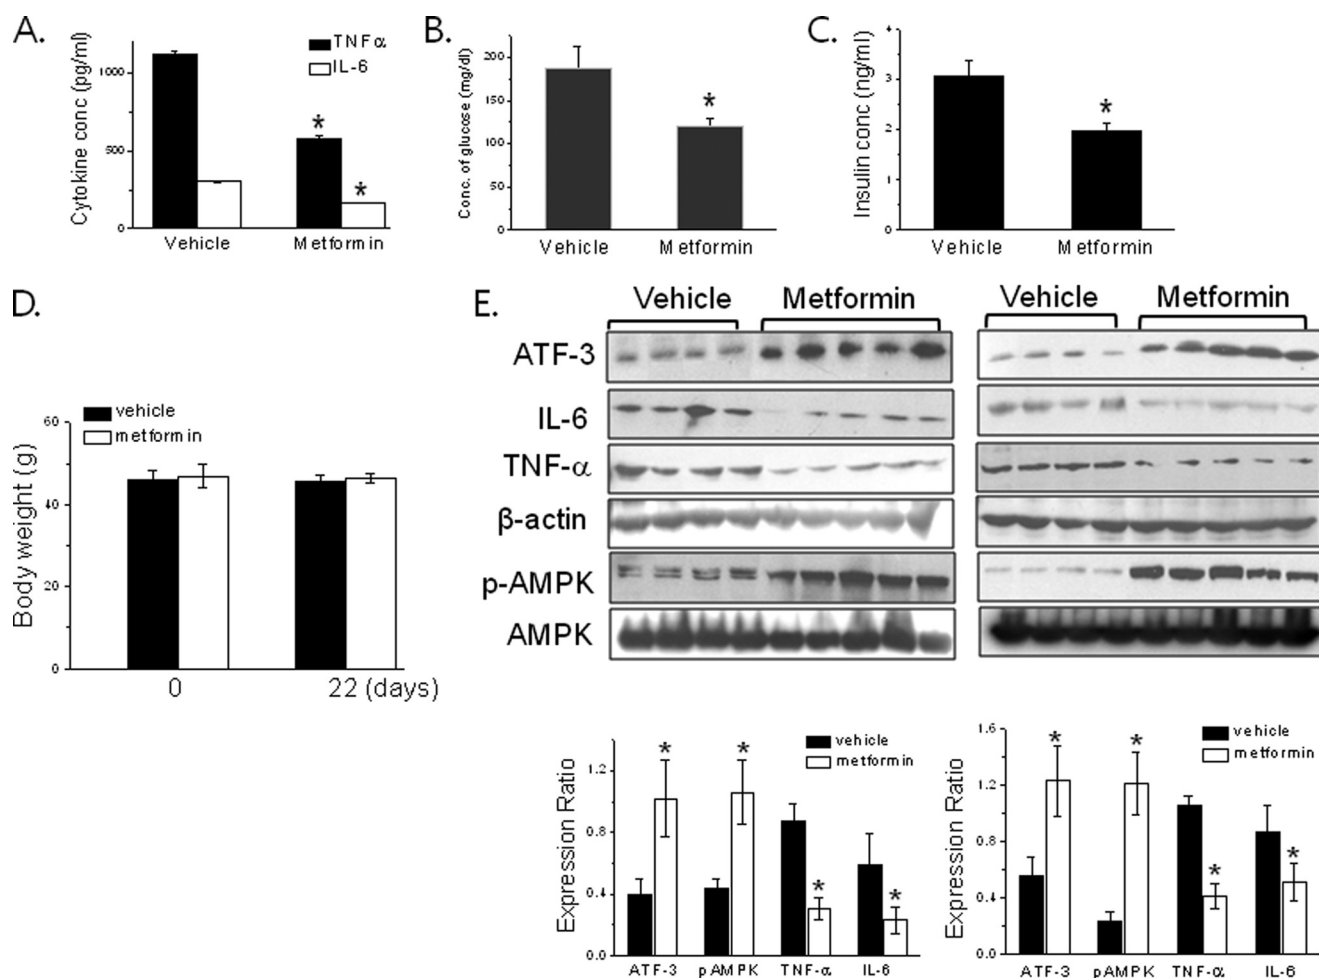 A.
TNFα
IL-6
Cytokine conc (pg/ml)
1000
500
0
Vehicle
Metformin
*
*
B.
Conc. of glucose (mg/dl)
200
150
100
50
0
Vehicle
Metformin
*
C.
Insulin conc (ng/ml)
4
3
2
1
0
Vehicle
Metformin
*
D.
vehicle
metformin
Body weight (g)
60
40
20
0
0
22 (days)
E.
Vehicle Metformin
Vehicle Metformin
ATF-3
IL-6
TNF-α
β-actin
p-AMPK
AMPK
vehicle
metformin
Expression Ratio
1.2
0.8
0.4
0.0
* * * *
ATF-3 pAMPK TNF-α IL-6
vehicle
metformin
Expression Ratio
1.6
1.2
0.8
0.4
0.0
* * * *
ATF-3 pAMPK TNF-α IL-6